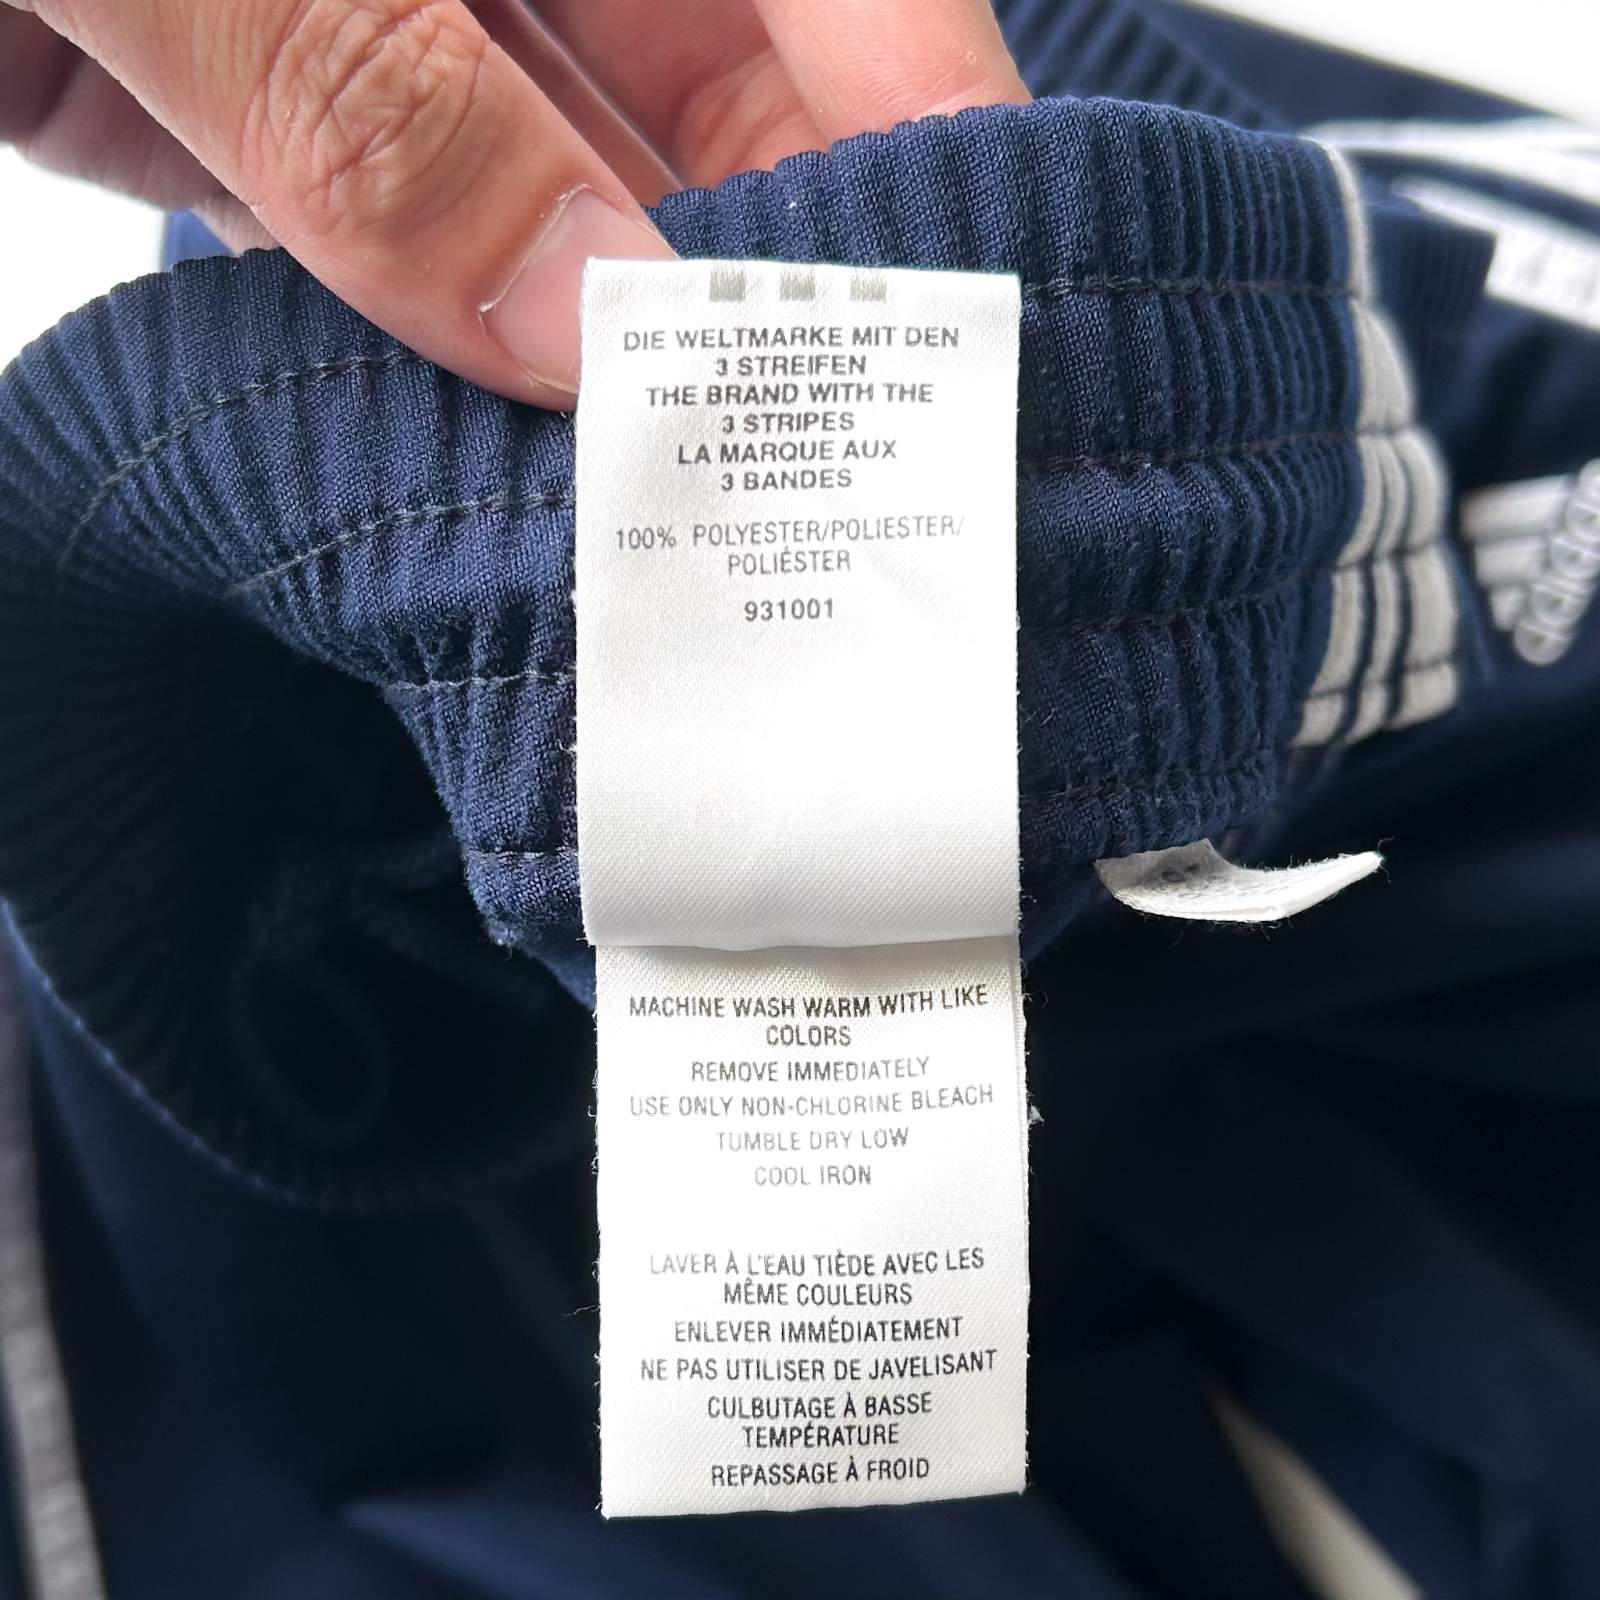 DIE WELTMARKE MIT DEN
3 STREIFEN
THE BRAND WITH THE
3 STRIPES
LA MARQUE AUX
3 BANDES
100% POLYESTER/POLIESTER/
POLIÉSTER
931001
MACHINE WASH WARM WITH LIKE
COLORS
REMOVE IMMEDIATELY
USE ONLY NON-CHLORINE BLEACH
TUMBLE DRY LOW
COOL IRON
LAVER À L'EAU TIÈDE AVEC LES
MÊME COULEURS
ENLEVER IMMÉDIATEMENT
NE PAS UTILISER DE JAVELISANT
CULBUTAGE À BASSE
TEMPÉRATURE
REPASSAGE À FROID
adidas